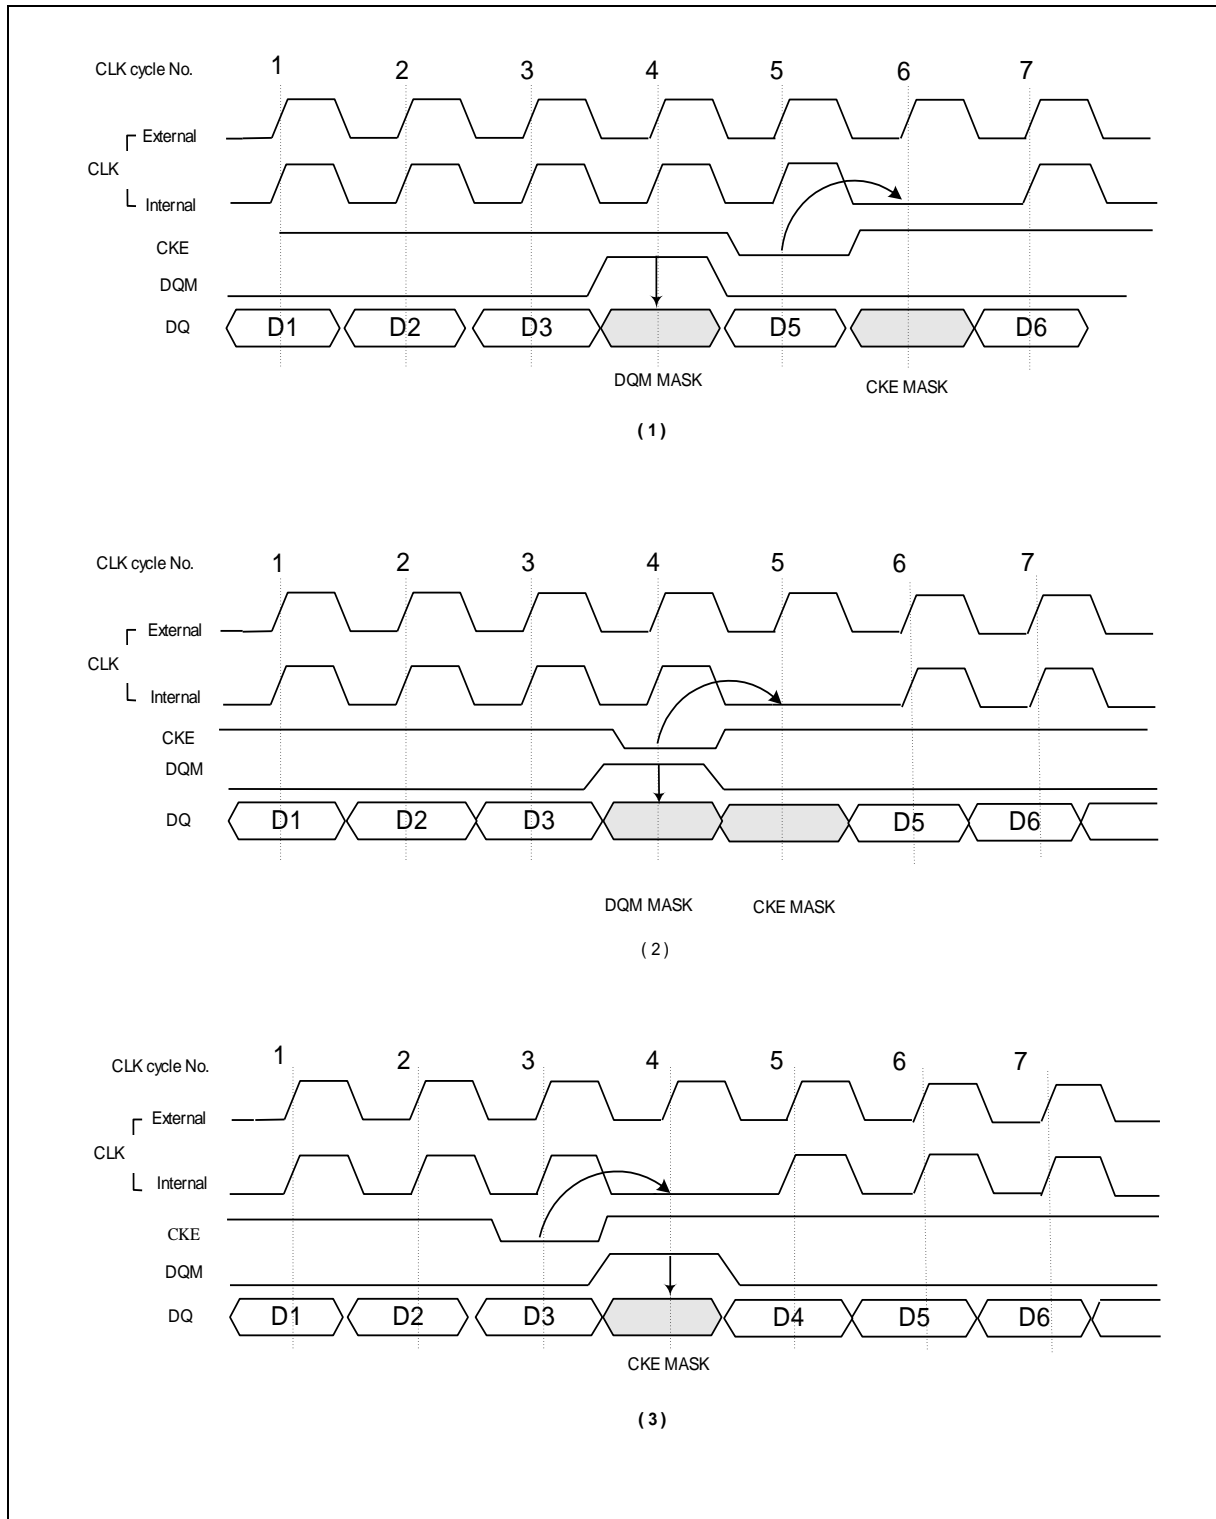 CLK cycle No. 1 2 3 4 5 6 7
External
CLK
Internal
CKE
DQM
DQ D1 D2 D3 D5 D6
DQM MASK CKE MASK
( 1 )
CLK cycle No. 1 2 3 4 5 6 7
External
CLK
Internal
CKE
DQM
DQ D1 D2 D3 D5 D6
DQM MASK CKE MASK
( 2 )
CLK cycle No. 1 2 3 4 5 6 7
External
CLK
Internal
CKE
DQM
DQ D1 D2 D3 D4 D5 D6
CKE MASK
( 3 )